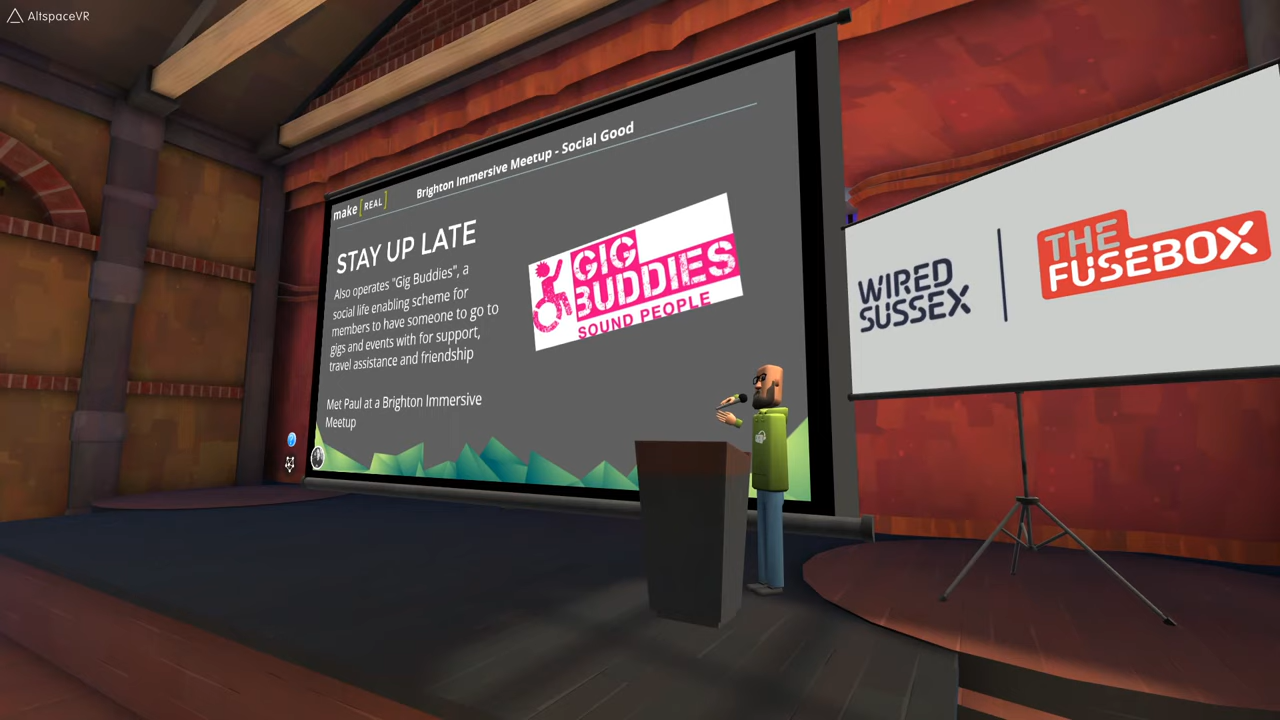 AltspaceVR
make [REAL]
Brighton Immersive Meetup - Social Good
STAY UP LATE
Also operates "Gig Buddies", a
social life enabling scheme for
members to have someone to go to
gigs and events with for support,
travel assistance and friendship
Met Paul at a Brighton Immersive
Meetup
GIG
BUDDIES
SOUND PEOPLE
WIRED
SUSSEX
THE
FUSEBOX